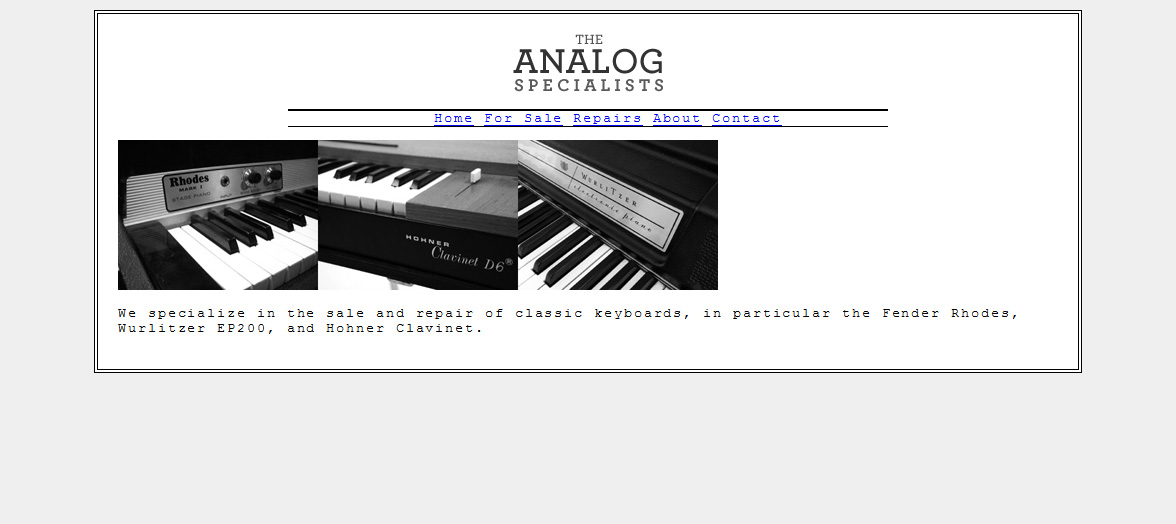 THE
ANALOG
SPECIALISTS
Home For Sale Repairs About Contact
Rhodes
MARK I
STAGE PIANO
INPUT
HOHNER
Clavinet D6®
WURLITZER
electronic piano
We specialize in the sale and repair of classic keyboards, in particular the Fender Rhodes,
Wurlitzer EP200, and Hohner Clavinet.